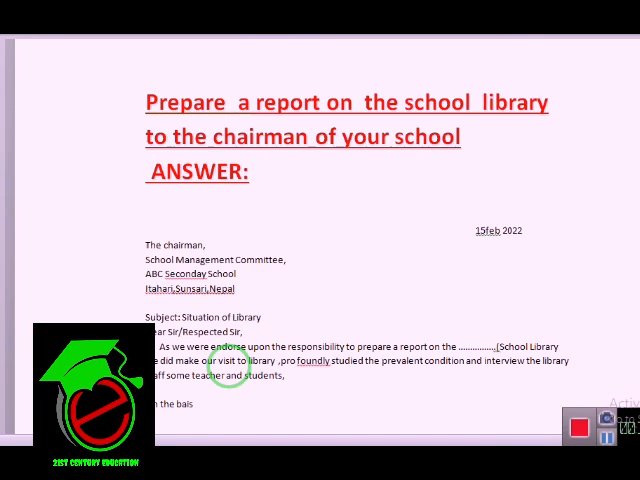 Prepare a report on the school library
to the chairman of your school
ANSWER:
15feb 2022
The chairman,
School Management Committee,
ABC Seconday School
Itahari,Sunsari,Nepal
Subject: Situation of Library
ear Sir/Respected Sir,
As we were endorse upon the responsibility to prepare a report on the ...............,(School Library
e did make our visit to library ,pro foundly studied the prevalent condition and interview the library
aff some teacher and students,
n the bais
21ST CENTURY EDUCATION
Activ